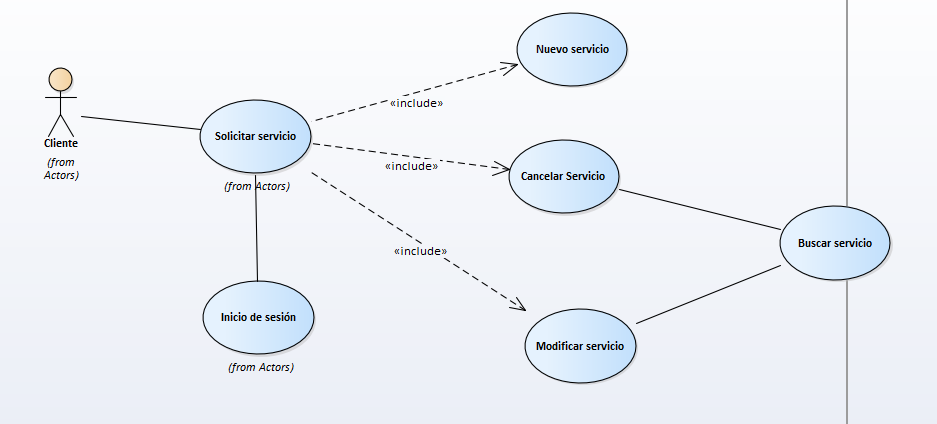 Nuevo servicio
«include»
Cliente
(from
Actors)
Solicitar servicio
(from Actors)
«include»
Cancelar Servicio
Buscar servicio
«include»
Inicio de sesión
(from Actors)
Modificar servicio